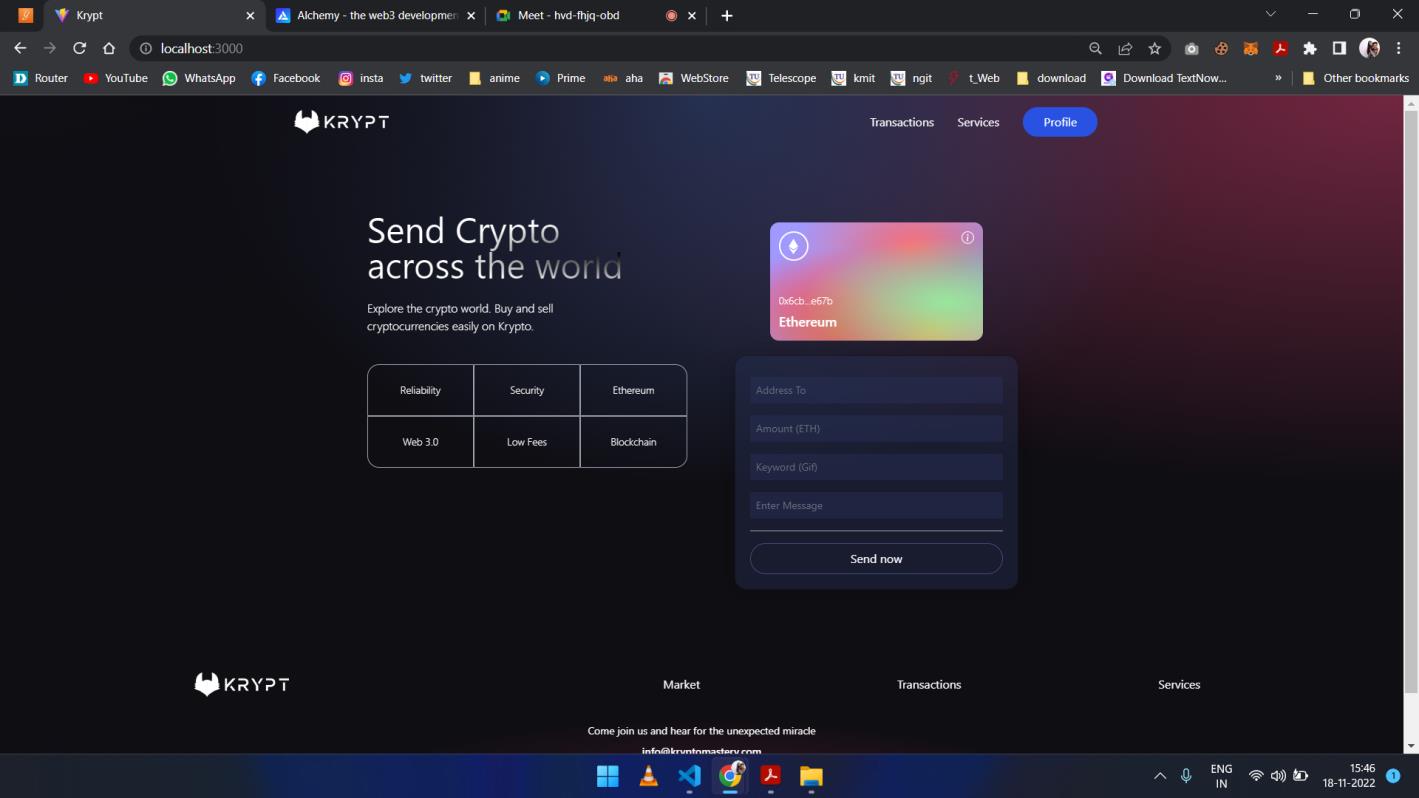 Krypt
Alchemy - the web3 developmen
Meet - hvd-fhjq-obd
localhost:3000
Router YouTube WhatsApp Facebook insta twitter anime Prime aha WebStore Telescope kmit ngit t_Web download Download TextNow... » Other bookmarks
KRYPT
Transactions Services Profile
Send Crypto
across the world
Explore the crypto world. Buy and sell
cryptocurrencies easily on Krypto.
Reliability Security Ethereum
Web 3.0 Low Fees Blockchain
0x6cb...e67b
Ethereum
Address To
Amount (ETH)
Keyword (Gif)
Enter Message
Send now
KRYPT
Market Transactions Services
Come join us and hear for the unexpected miracle
info@kryptomastery.com
ENG
IN
15:46
18-11-2022
1